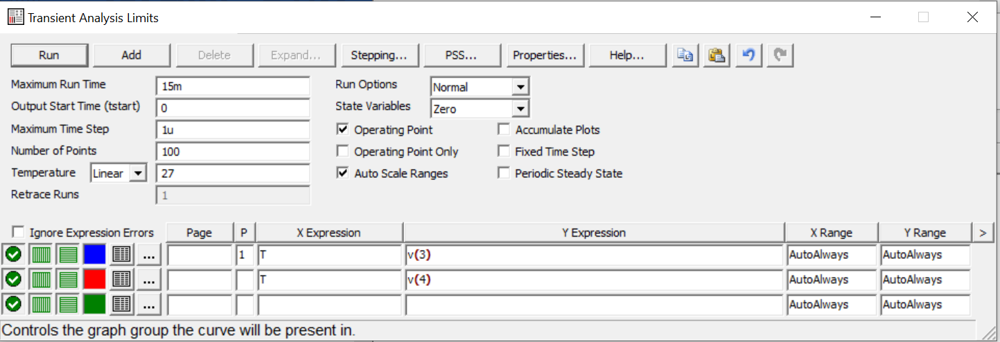 Transient Analysis Limits
Run Add Delete Expand... Stepping... PSS... Properties... Help...
Maximum Run Time 15m Run Options Normal
Output Start Time (tstart) 0 State Variables Zero
Maximum Time Step 1u Operating Point Accumulate Plots
Number of Points 100 Operating Point Only Fixed Time Step
Temperature Linear 27 Auto Scale Ranges Periodic Steady State
Retrace Runs 1
Ignore Expression Errors Page P X Expression Y Expression X Range Y Range >
... 1 T v(3) AutoAlways AutoAlways
... T v(4) AutoAlways AutoAlways
... AutoAlways AutoAlways
Controls the graph group the curve will be present in.